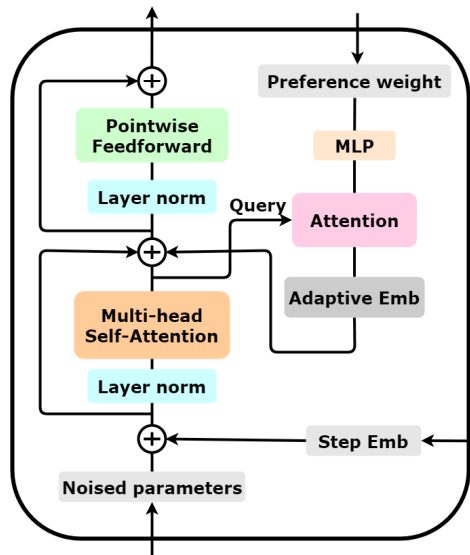 Preference weight
Pointwise
Feedforward
MLP
Layer norm
Query
Attention
Adaptive Emb
Multi-head
Self-Attention
Layer norm
Step Emb
Noised parameters